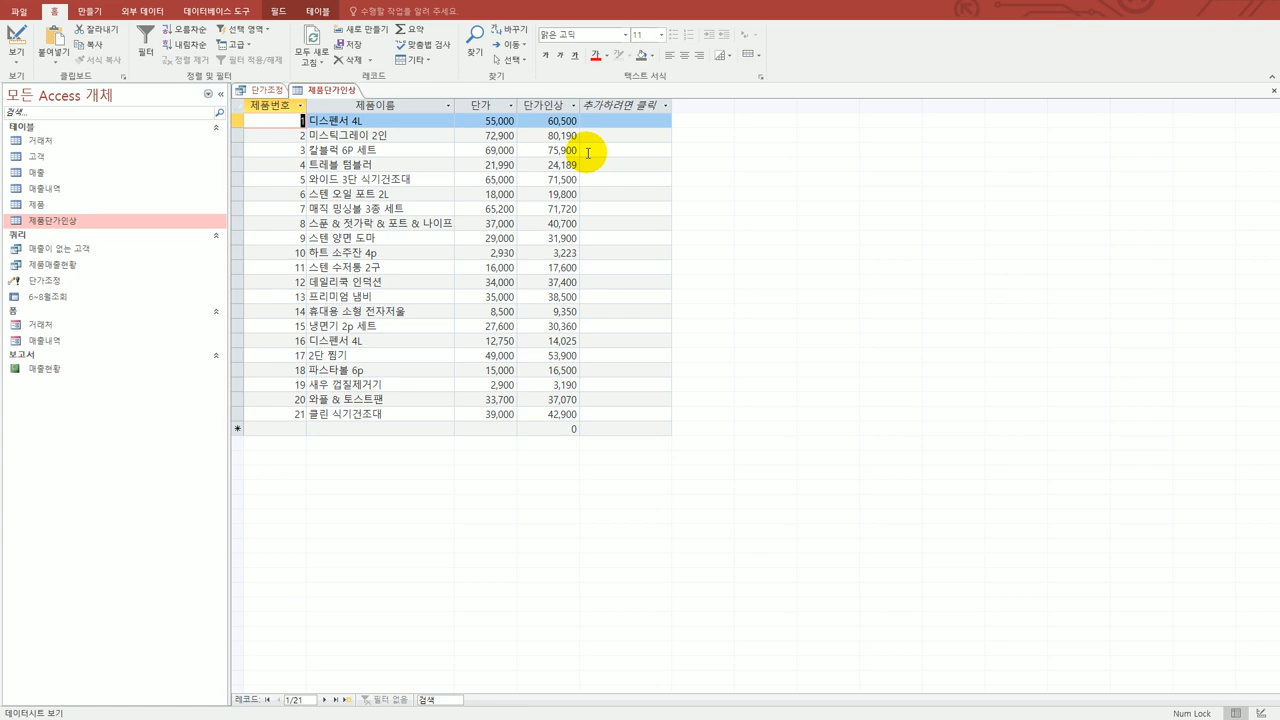 파일 홈 만들기 외부 데이터 데이터베이스 도구 필드 테이블 수행할 작업을 알려 주세요.
보기 붙여넣기 잘라내기 복사 서식 복사 필터 오름차순 내림차순 정렬 제거 선택 영역 고급 필터 적용/해제 모두 새로 고침 새로 만들기 저장 삭제 요약 맞춤법 검사 기타 찾기 바꾸기 이동 선택 맑은 고딕 11 가 가 가 가
보기 클립보드 정렬 및 필터 레코드 찾기 텍스트 서식
모든 Access 개체
검색...
테이블
거래처
고객
매출
매출내역
제품
제품단가인상
쿼리
매출이 없는 고객
제품매출현황
단가조정
6~8월조회
폼
거래처
매출내역
보고서
매출현황
단가조정 제품단가인상
제품번호 제품이름 단가 단가인상 추가하려면 클릭
1 디스펜서 4L 55,000 60,500
2 미스틱그레이 2인 72,900 80,190
3 칼블럭 6P 세트 69,000 75,900
4 트레블 텀블러 21,990 24,189
5 와이드 3단 식기건조대 65,000 71,500
6 스텐 오일 포트 2L 18,000 19,800
7 매직 밍싱볼 3종 세트 65,200 71,720
8 스푼 & 젓가락 & 포트 & 나이프 37,000 40,700
9 스텐 양면 도마 29,000 31,900
10 하트 소주잔 4p 2,930 3,223
11 스텐 수저통 2구 16,000 17,600
12 데일리쿡 인덕션 34,000 37,400
13 프리미엄 냄비 35,000 38,500
14 휴대용 소형 전자저울 8,500 9,350
15 냉면기 2p 세트 27,600 30,360
16 디스펜서 4L 12,750 14,025
17 2단 찜기 49,000 53,900
18 파스타볼 6p 15,000 16,500
19 새우 껍질제거기 2,900 3,190
20 와플 & 토스트팬 33,700 37,070
21 클린 식기건조대 39,000 42,900
0
레코드: 1/21 필터 없음 검색
데이터시트 보기 Num Lock